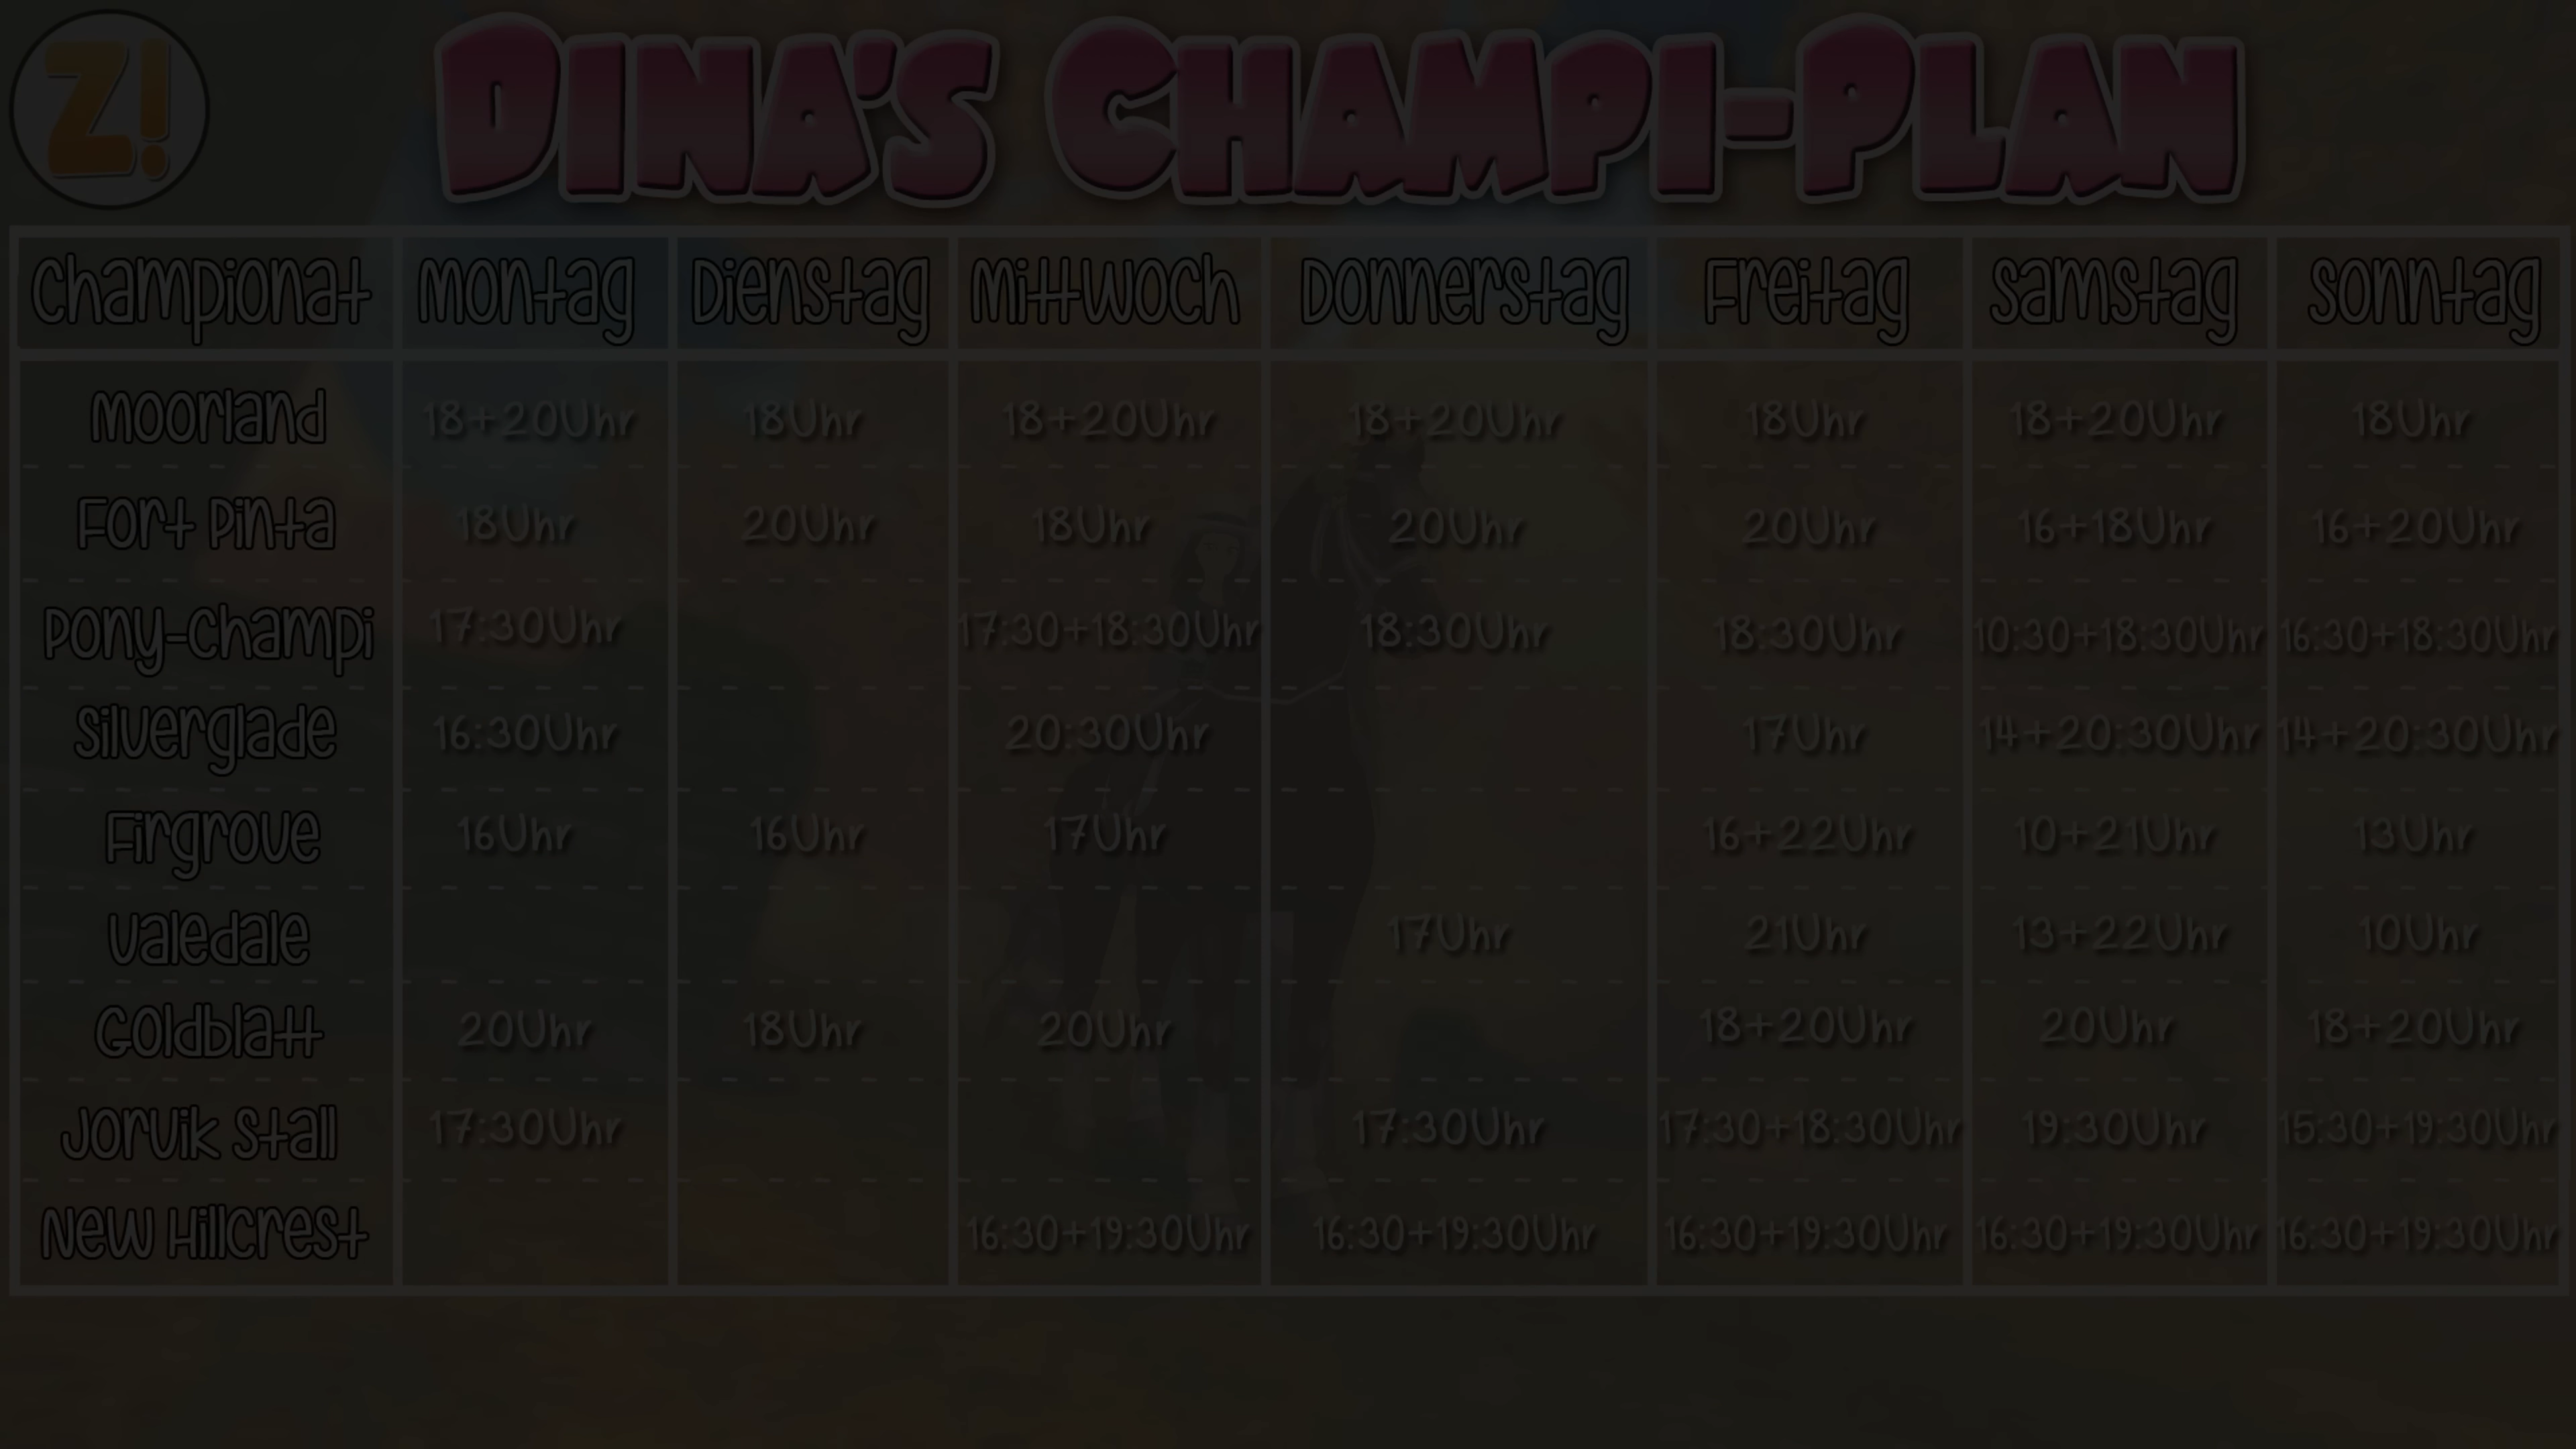 Z!
Dina's Champi-Plan
Championat Montag Dienstag Mittwoch Donnerstag Freitag Samstag Sonntag
Moorland 18+20Uhr 18Uhr 18+20Uhr 18+20Uhr 18Uhr 18+20Uhr 18Uhr
Fort Pinta 18Uhr 20Uhr 18Uhr 20Uhr 20Uhr 16+18Uhr 16+20Uhr
Pony-Champi 17:30Uhr 17:30+18:30Uhr 18:30Uhr 18:30Uhr 10:30+18:30Uhr 16:30+18:30Uhr
Silverglade 16:30Uhr 20:30Uhr 17Uhr 14+20:30Uhr 14+20:30Uhr
Firgrove 16Uhr 16Uhr 17Uhr 16+22Uhr 10+21Uhr 13Uhr
Valedale 17Uhr 21Uhr 13+22Uhr 10Uhr
Goldblatt 20Uhr 18Uhr 20Uhr 18+20Uhr 20Uhr 18+20Uhr
Jorvik Stall 17:30Uhr 17:30Uhr 17:30+18:30Uhr 19:30Uhr 15:30+19:30Uhr
New Hillcrest 16:30+19:30Uhr 16:30+19:30Uhr 16:30+19:30Uhr 16:30+19:30Uhr 16:30+19:30Uhr